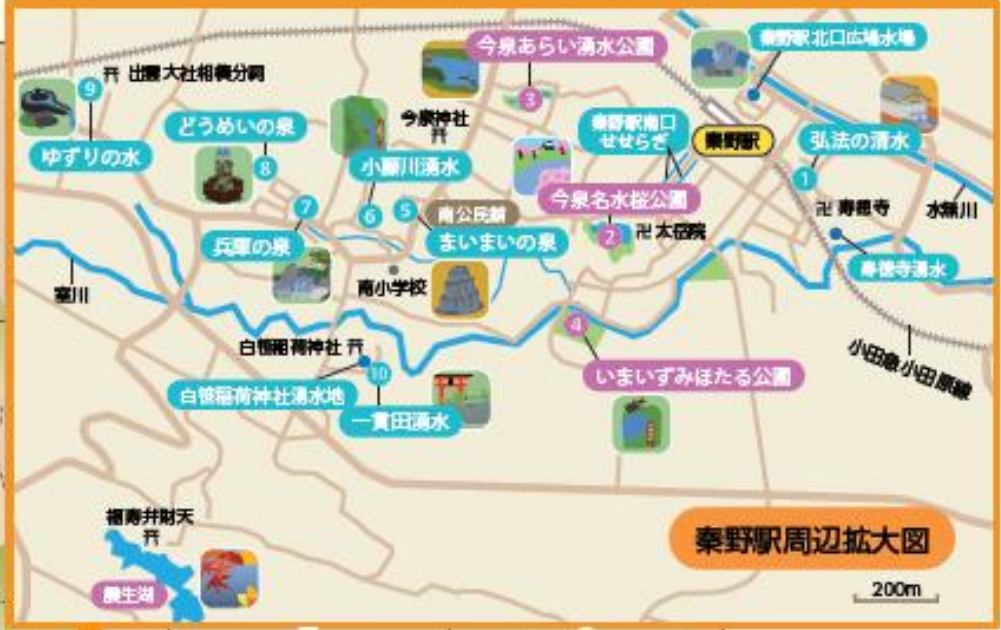 今泉あらい湧水公園
秦野駅北口広場水場
9
出雲大社相模分祠
3
どうめいの泉
今泉神社
秦野駅南口
せせらぎ
秦野駅
弘法の清水
ゆずりの水
8
小藤川湧水
1
今泉名水桜公園
卍 寿徳寺
水無川
7
6
5
南公民館
2
卍 太岳院
兵庫の泉
まいまいの泉
寿徳寺湧水
室川
南小学校
4
白笹稲荷神社
小田急小田原線
10
いまいずみほたる公園
白笹稲荷神社湧水地
一貫田湧水
福寿弁財天
秦野駅周辺拡大図
震生湖
200m